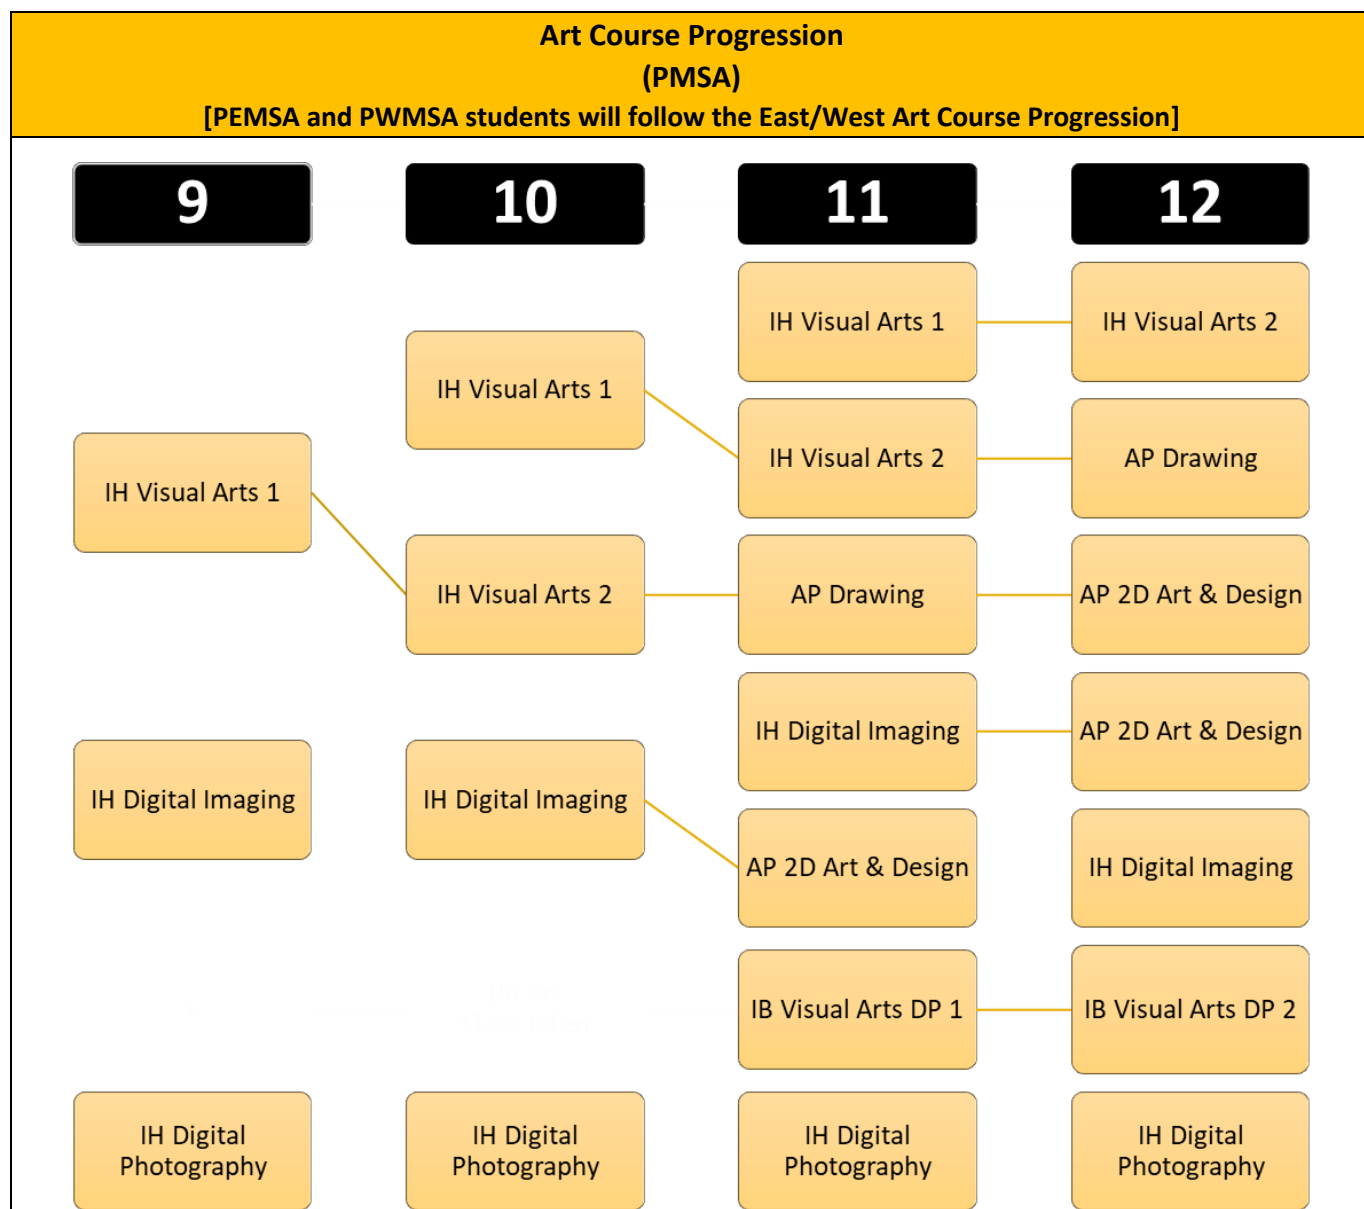 Art Course Progression
(PMSA)
[PEMSA and PWMSA students will follow the East/West Art Course Progression]
9
10
11
12
IH Visual Arts 1
IH Visual Arts 2
IH Visual Arts 1
IH Visual Arts 2
AP Drawing
IH Visual Arts 1
IH Visual Arts 2
AP Drawing
AP 2D Art & Design
IH Digital Imaging
AP 2D Art & Design
IH Digital Imaging
IH Digital Imaging
AP 2D Art & Design
IH Digital Imaging
IB Visual Arts DP 1
IB Visual Arts DP 2
IH Digital
Photography
IH Digital
Photography
IH Digital
Photography
IH Digital
Photography